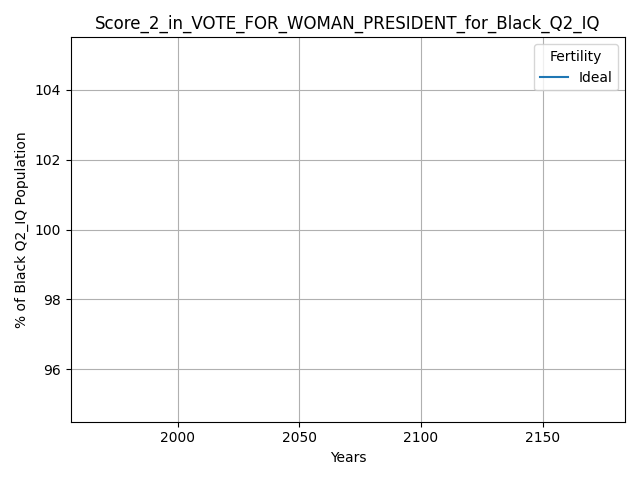 Score_2_in_VOTE_FOR_WOMAN_PRESIDENT_for_Black_Q2_IQ
Fertility
Ideal
104
102
100
98
96
% of Black Q2_IQ Population
2000 2050 2100 2150
Years